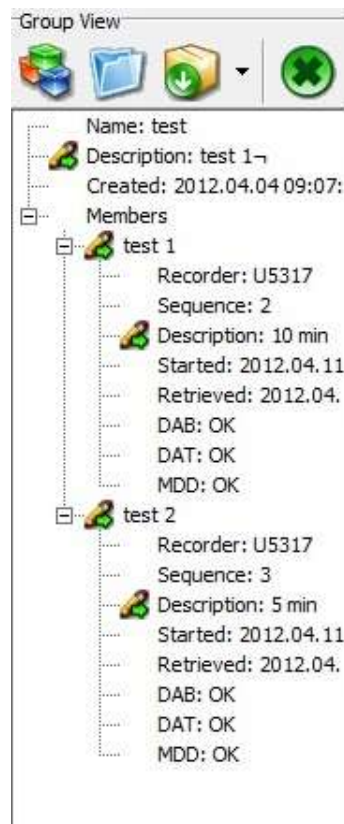 Group View
Name: test
Description: test 1¬
Created: 2012.04.04 09:07:
Members
test 1
Recorder: U5317
Sequence: 2
Description: 10 min
Started: 2012.04.11
Retrieved: 2012.04.
DAB: OK
DAT: OK
MDD: OK
test 2
Recorder: U5317
Sequence: 3
Description: 5 min
Started: 2012.04.11
Retrieved: 2012.04.
DAB: OK
DAT: OK
MDD: OK